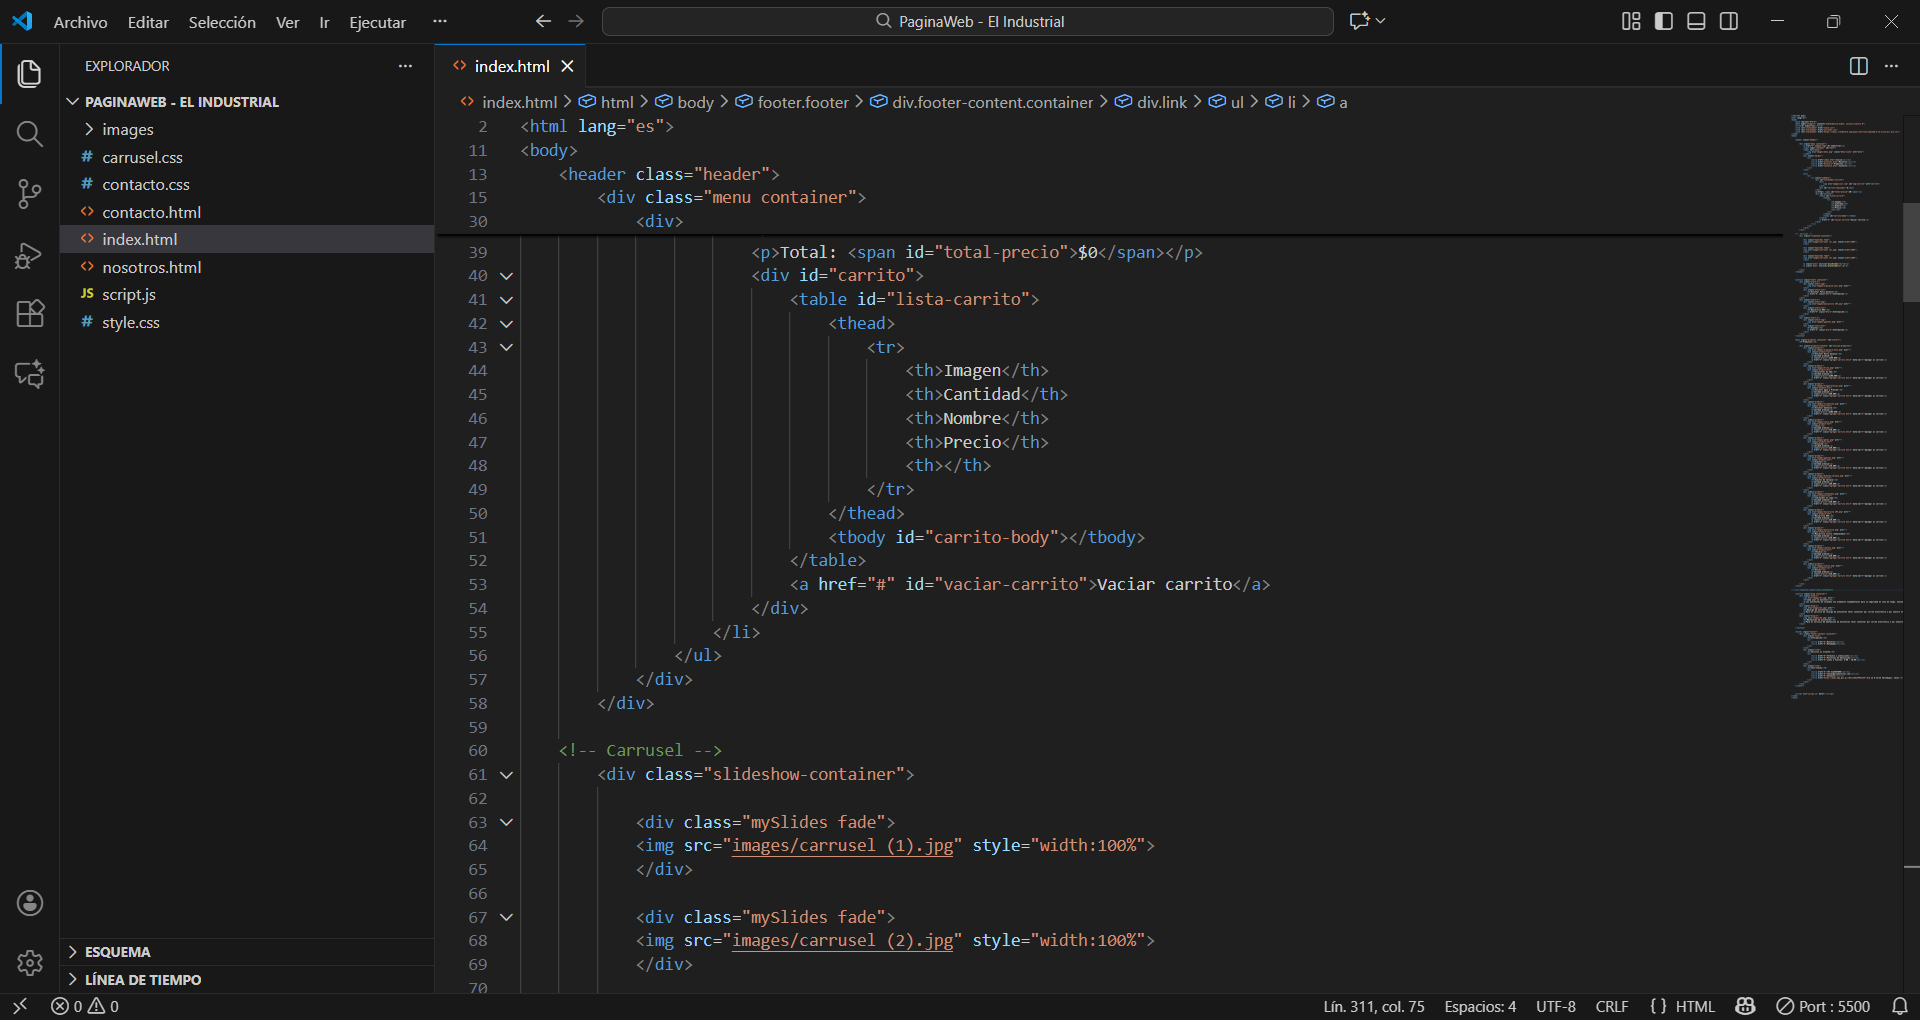 Archivo Editar Selección Ver Ir Ejecutar ··· PaginaWeb - El Industrial
EXPLORADOR ···
PAGINAWEB - EL INDUSTRIAL
images
# carrusel.css
# contacto.css
<> contacto.html
<> index.html
<> nosotros.html
JS script.js
# style.css
ESQUEMA
LÍNEA DE TIEMPO
<> index.html
<> index.html > html > body > footer.footer > div.footer-content.container > div.link > ul > li > a
2 <html lang="es">
11 <body>
13 <header class="header">
15 <div class="menu container">
30 <div>
39 <p>Total: <span id="total-precio">$0</span></p>
40 <div id="carrito">
41 <table id="lista-carrito">
42 <thead>
43 <tr>
44 <th>Imagen</th>
45 <th>Cantidad</th>
46 <th>Nombre</th>
47 <th>Precio</th>
48 <th></th>
49 </tr>
50 </thead>
51 <tbody id="carrito-body"></tbody>
52 </table>
53 <a href="#" id="vaciar-carrito">Vaciar carrito</a>
54 </div>
55 </li>
56 </ul>
57 </div>
58 </div>
59
60 <!-- Carrusel -->
61 <div class="slideshow-container">
62
63 <div class="mySlides fade">
64 <img src="images/carrusel (1).jpg" style="width:100%">
65 </div>
66
67 <div class="mySlides fade">
68 <img src="images/carrusel (2).jpg" style="width:100%">
69 </div>
70
0 0 Lín. 311, col. 75 Espacios: 4 UTF-8 CRLF {} HTML Port : 5500